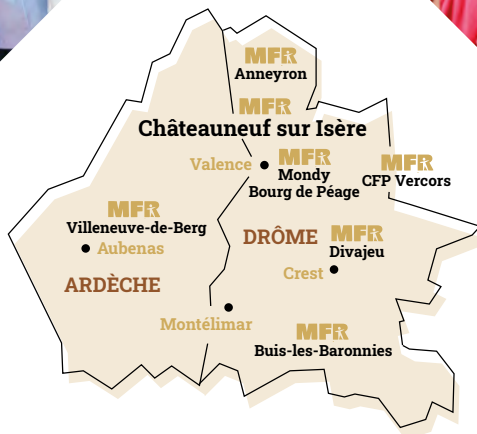 MFR
Anneyron
MFR
Châteauneuf sur Isère
Valence
MFR
Mondy
Bourg de Péage
MFR
CFP Vercors
MFR
Villeneuve-de-Berg
Aubenas
DRÔME
MFR
Divajeu
Crest
ARDÈCHE
Montélimar
MFR
Buis-les-Baronnies